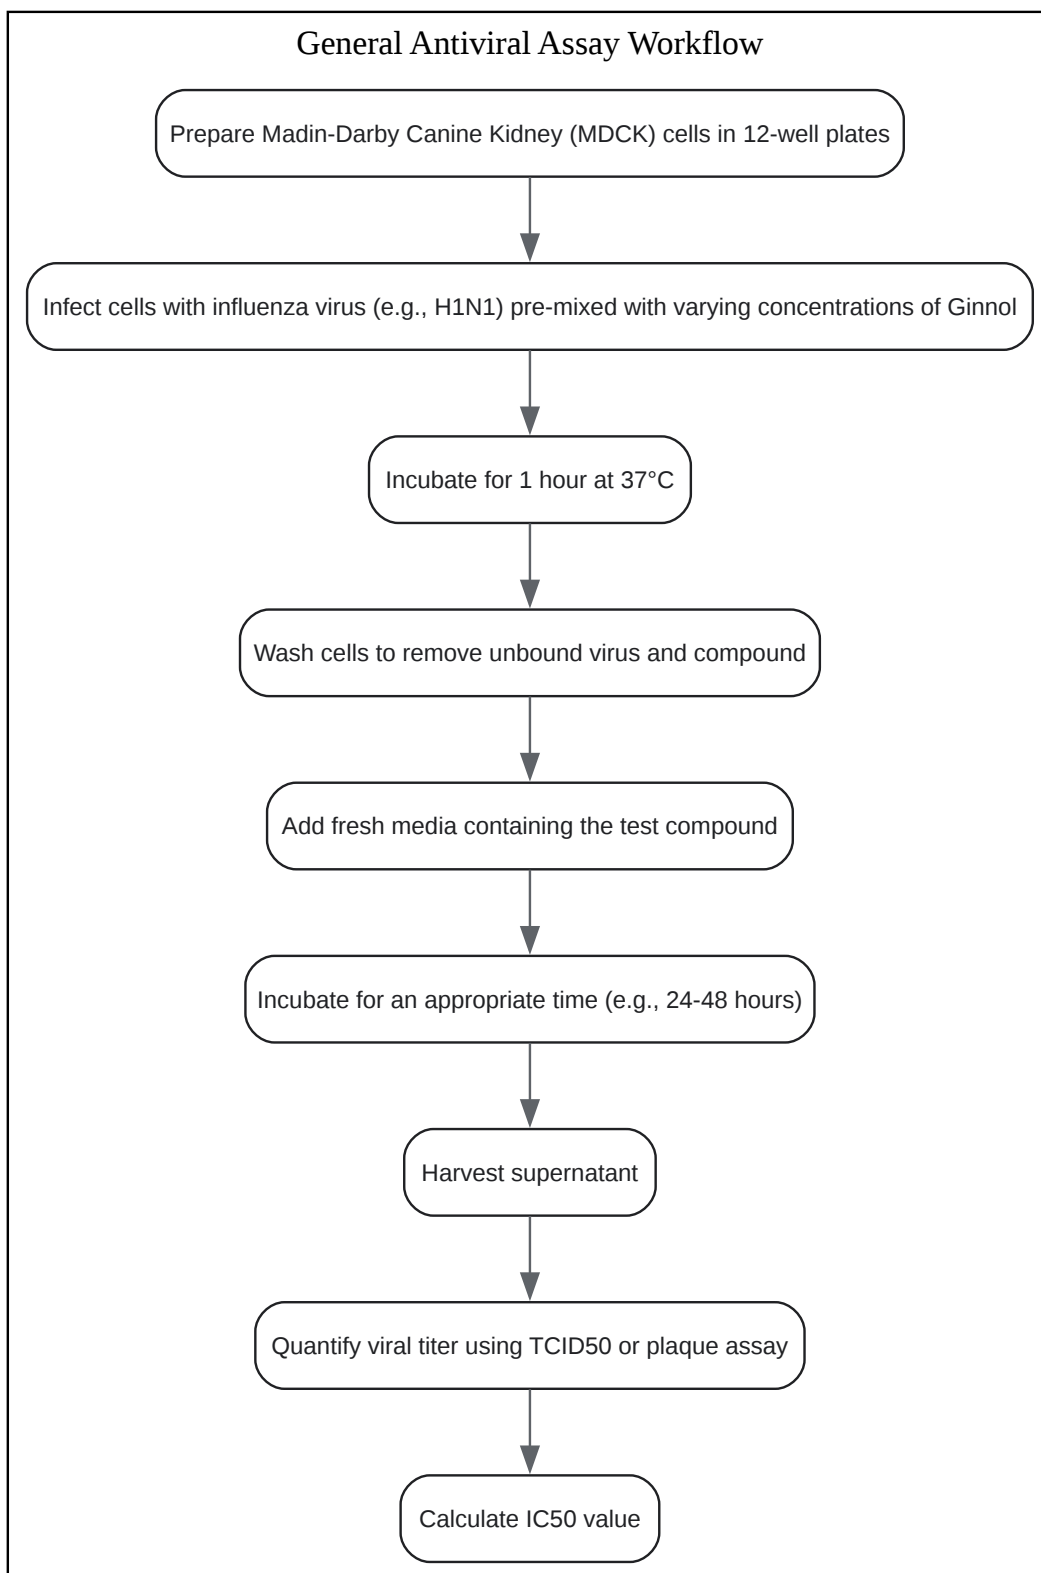 General Antiviral Assay Workflow
Prepare Madin-Darby Canine Kidney (MDCK) cells in 12-well plates
Infect cells with influenza virus (e.g., H1N1) pre-mixed with varying concentrations of Ginnol
Incubate for 1 hour at 37°C
Wash cells to remove unbound virus and compound
Add fresh media containing the test compound
Incubate for an appropriate time (e.g., 24-48 hours)
Harvest supernatant
Quantify viral titer using TCID50 or plaque assay
Calculate IC50 value